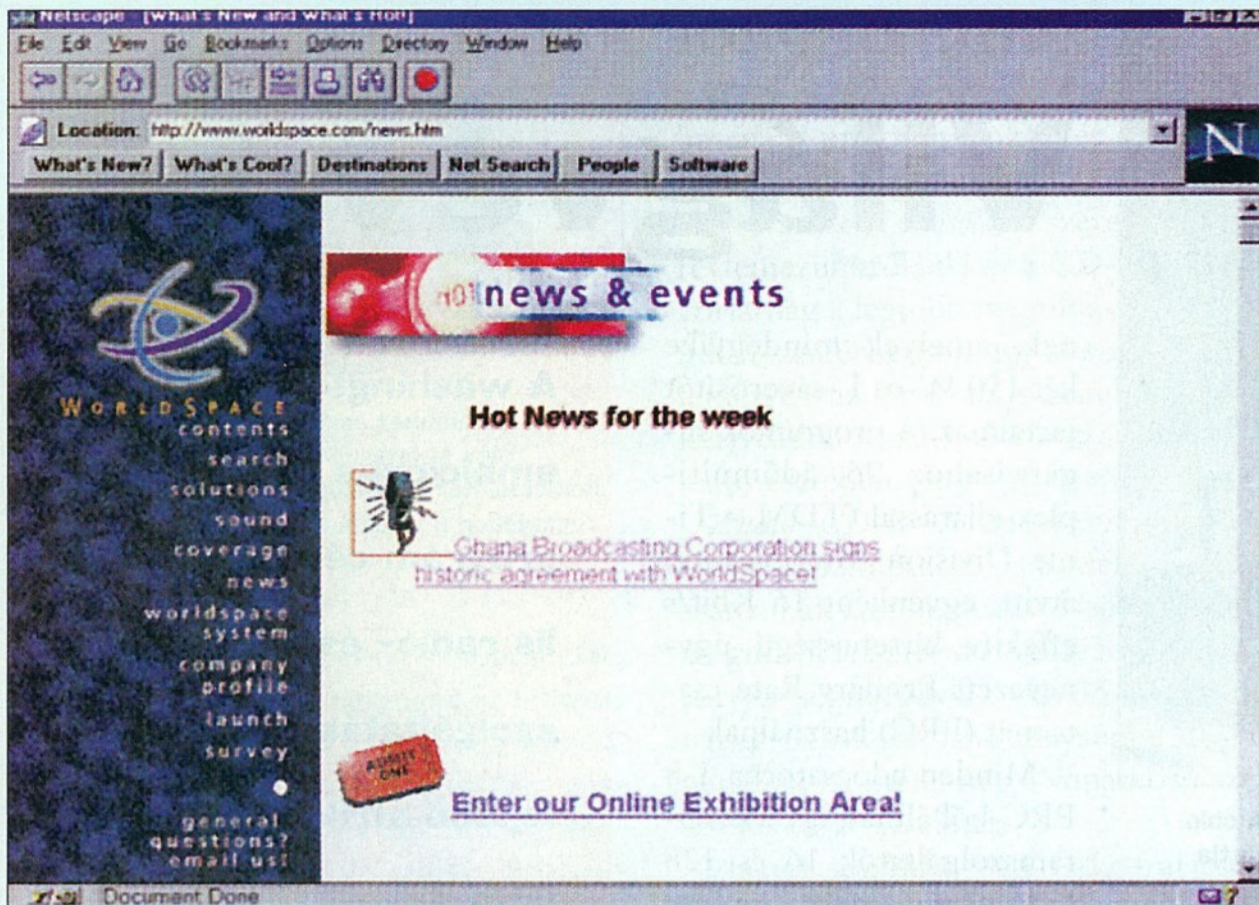 Netscape - [What's New and What's Hot!]
File Edit View Go Bookmarks Options Directory Window Help
Location: http://www.worldspace.com/news.htm
N
What's New? What's Cool? Destinations Net Search People Software
hot news & events
WORLDSPACE
contents
search
solutions
sound
coverage
news
worldspace
system
company
profile
launch
survey
general
questions?
email us!
Hot News for the week
Ghana Broadcasting Corporation signs
historic agreement with WorldSpace!
ADMIT
ONE
Enter our Online Exhibition Area!
Document Done